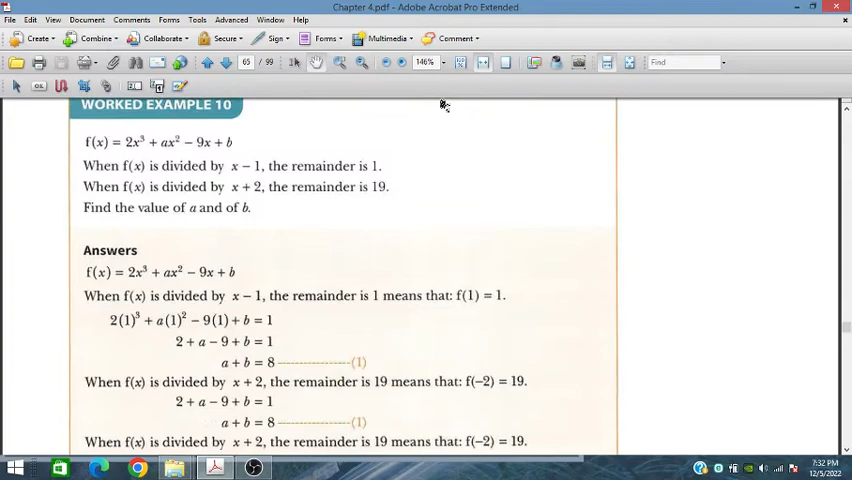 Chapter 4.pdf - Adobe Acrobat Pro Extended
File Edit View Document Comments Forms Tools Advanced Window Help
Create Combine Collaborate Secure Sign Forms Multimedia Comment
65 / 99 146% Find
WORKED EXAMPLE 10
f(x) = 2x³ + ax² − 9x + b
When f(x) is divided by x − 1, the remainder is 1.
When f(x) is divided by x + 2, the remainder is 19.
Find the value of a and of b.
Answers
f(x) = 2x³ + ax² − 9x + b
When f(x) is divided by x − 1, the remainder is 1 means that: f(1) = 1.
2(1)³ + a(1)² − 9(1) + b = 1
2 + a − 9 + b = 1
a + b = 8 -------------------(1)
When f(x) is divided by x + 2, the remainder is 19 means that: f(−2) = 19.
2 + a − 9 + b = 1
a + b = 8 -------------------(1)
When f(x) is divided by x + 2, the remainder is 19 means that: f(−2) = 19.
7:32 PM
12/5/2022